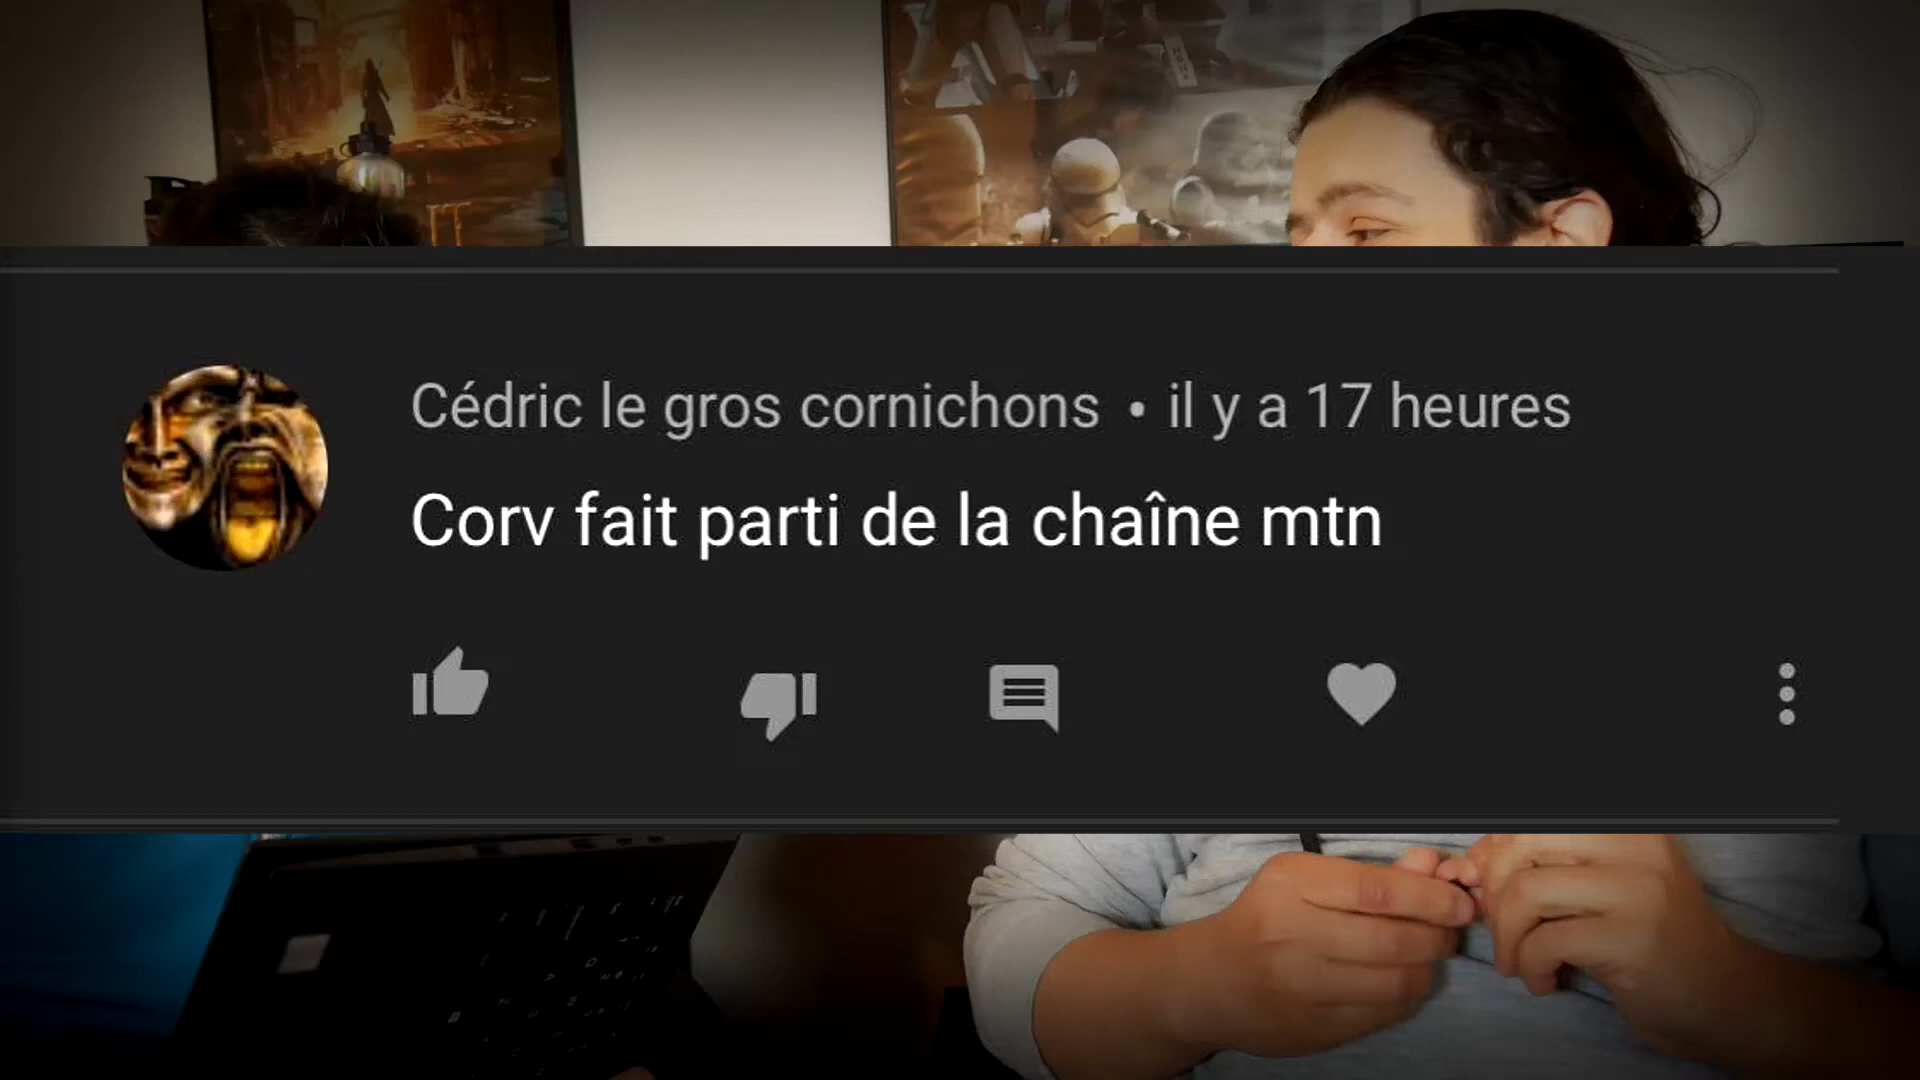 Cédric le gros cornichons • il y a 17 heures
Corv fait parti de la chaîne mtn